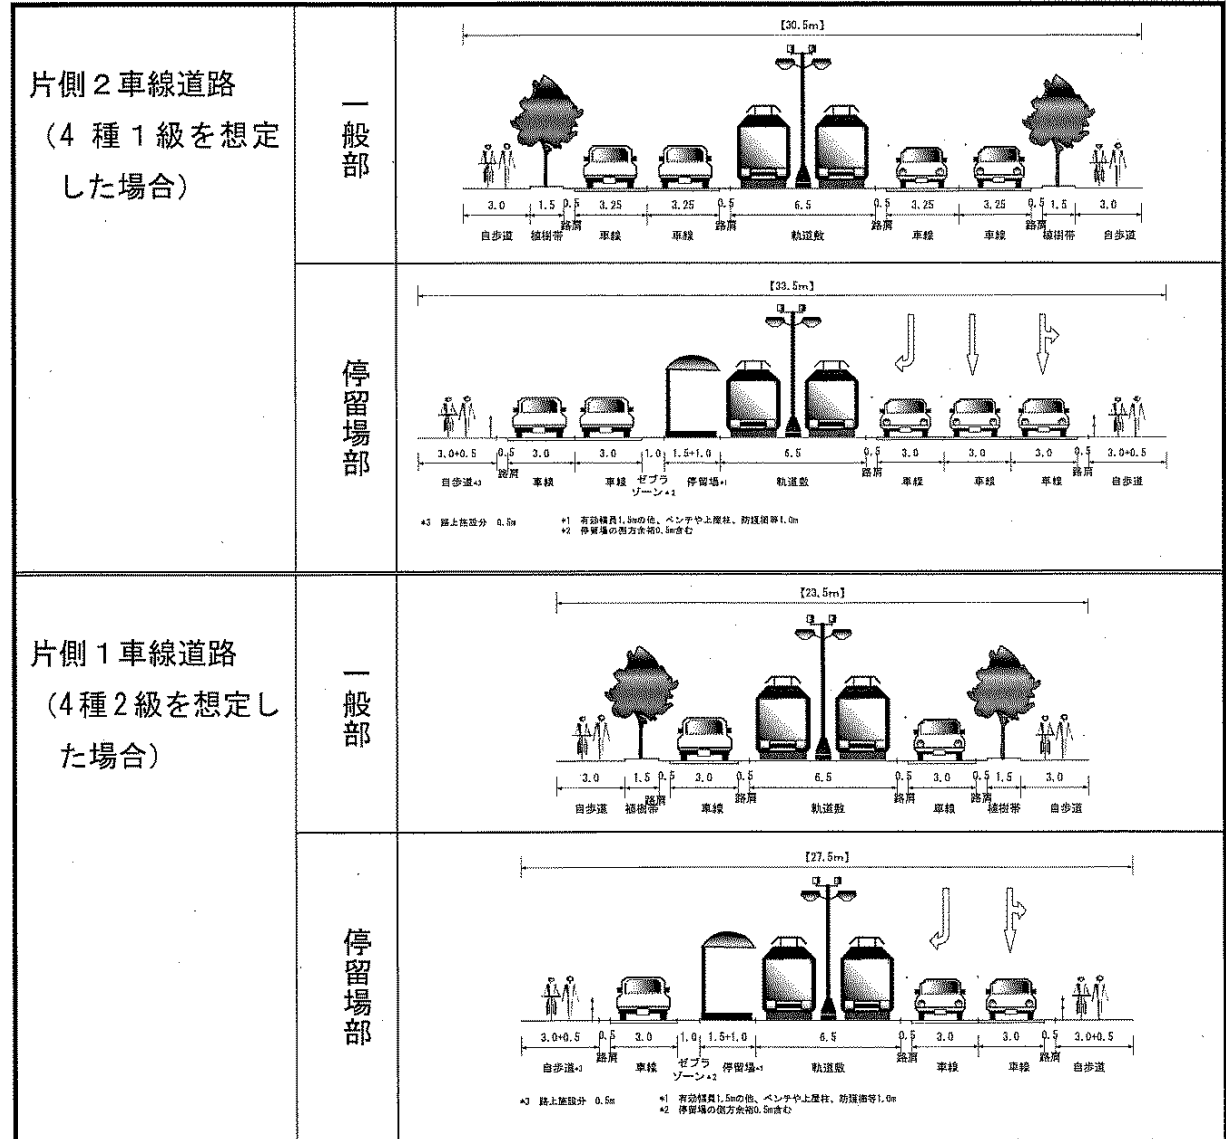 片側２車線道路
（4 種 1 級を想定
した場合）
一般部
【30.5m】
3.0 1.5 0.5 3.25 3.25 0.5 6.5 0.5 3.25 3.25 0.5 1.5 3.0
自歩道 植樹帯 路肩 車線 車線 路肩 軌道敷 路肩 車線 車線 路肩 植樹帯 自歩道
停留場部
【33.5m】
3.0+0.5 0.5 3.0 3.0 1.0 1.5+1.0 6.5 0.5 3.0 3.0 3.0 0.5 3.0+0.5
自歩道*3 路肩 車線 車線 ゼブラ 停留場*1 軌道敷 路肩 車線 車線 車線 路肩 自歩道
ゾーン*2
*3 路上施設分 0.5m *1 有効幅員1.5mの他、ベンチや上屋柱、防護柵等1.0m
*2 停留場の側方余裕0.5m含む
片側１車線道路
（4種2級を想定し
た場合）
一般部
【23.5m】
3.0 1.5 0.5 3.0 0.5 6.5 0.5 3.0 0.5 1.5 3.0
自歩道 植樹帯 路肩 車線 路肩 軌道敷 路肩 車線 路肩 植樹帯 自歩道
停留場部
【27.5m】
3.0+0.5 0.5 3.0 1.0 1.5+1.0 6.5 0.5 3.0 3.0 0.5 3.0+0.5
自歩道*3 路肩 車線 ゼブラ 停留場*1 軌道敷 路肩 車線 車線 路肩 自歩道
ゾーン*2
*3 路上施設分 0.5m *1 有効幅員1.5mの他、ベンチや上屋柱、防護柵等1.0m
*2 停留場の側方余裕0.5m含む